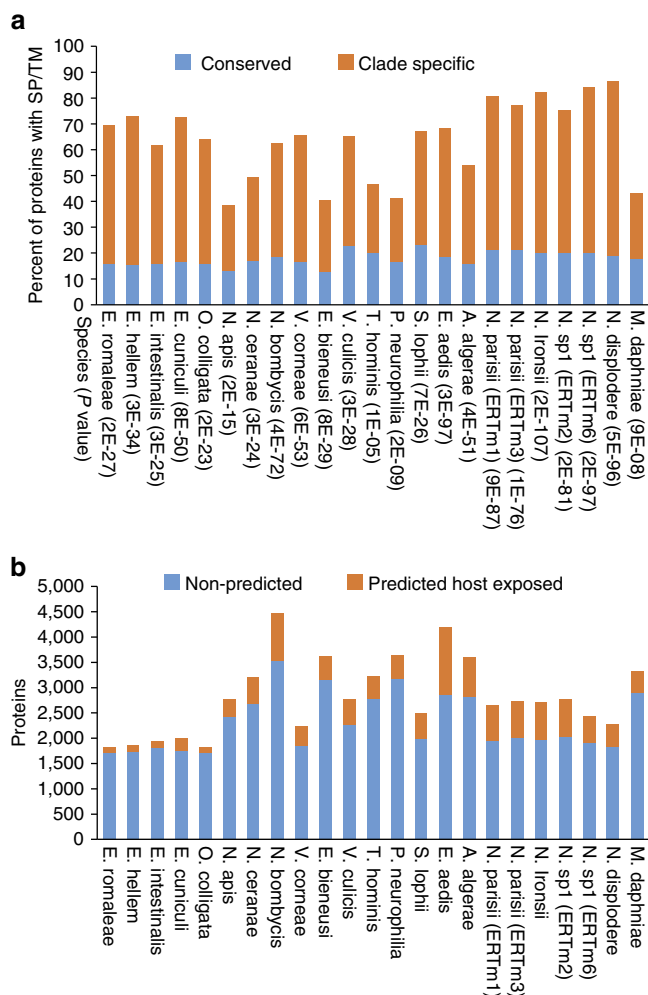 a
Percent of proteins with SP/TM
100
90
80
70
60
50
40
30
20
10
0
Conserved
Clade specific
Species (P value)
E. romaleae (2E-27)
E. hellem (3E-34)
E. intestinalis (3E-25)
E. cuniculi (8E-50)
O. colligata (2E-23)
N. apis (2E-15)
N. ceranae (3E-24)
N. bombycis (4E-72)
V. corneae (6E-53)
E. bieneusi (8E-29)
V. culicis (3E-28)
T. hominis (1E-05)
P. neurophilia (2E-09)
S. lophii (7E-26)
E. aedis (3E-97)
A. algerae (4E-51)
N. parisii (ERTm1) (9E-87)
N. parisii (ERTm3) (1E-76)
N. Ironsii (2E-107)
N. sp1 (ERTm2) (2E-81)
N. sp1 (ERTm6) (2E-97)
N. displodere (5E-96)
M. daphniae (9E-08)
b
Proteins
5,000
4,500
4,000
3,500
3,000
2,500
2,000
1,500
1,000
500
0
Non-predicted
Predicted host exposed
E. romaleae
E. hellem
E. intestinalis
E. cuniculi
O. colligata
N. apis
N. ceranae
N. bombycis
V. corneae
E. bieneusi
V. culicis
T. hominis
P. neurophilia
S. lophii
E. aedis
A. algerae
N. parisii (ERTm1)
N. parisii (ERTm3)
N. Ironsii
N. sp1 (ERTm2)
N. sp1 (ERTm6)
N. displodere
M. daphniae